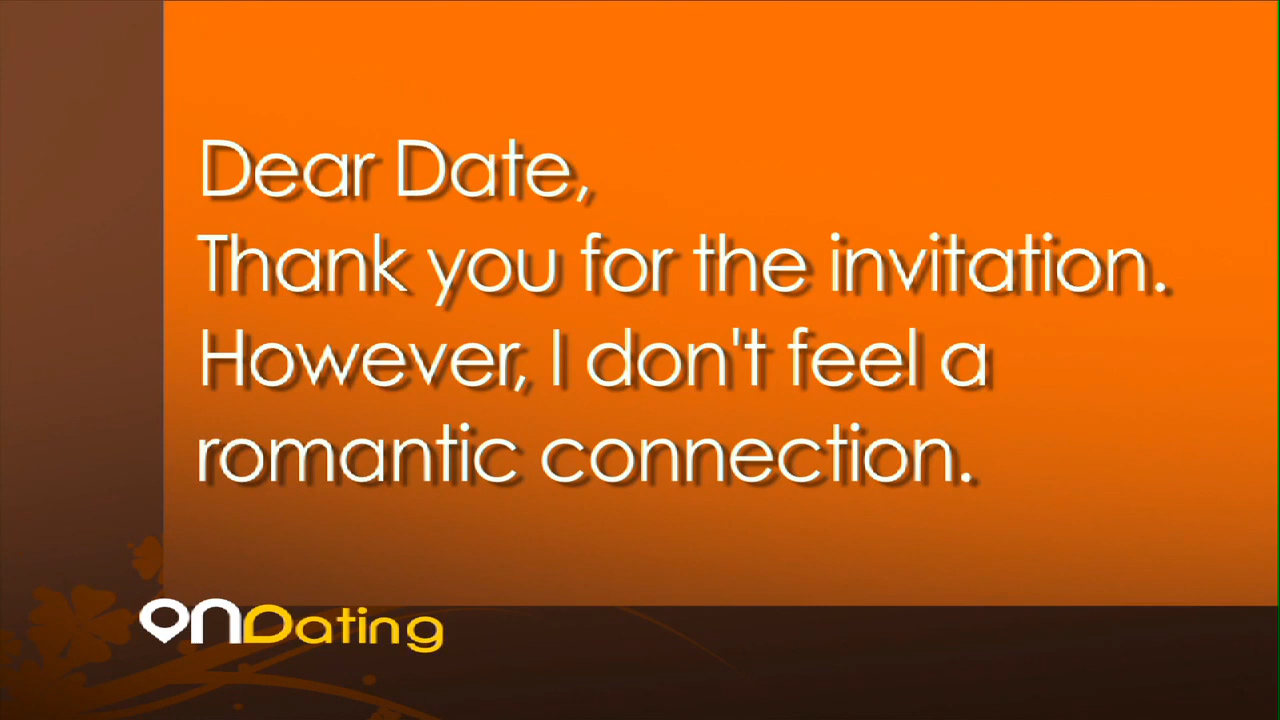 Dear Date,
Thank you for the invitation.
However, I don't feel a
romantic connection.
ONDating